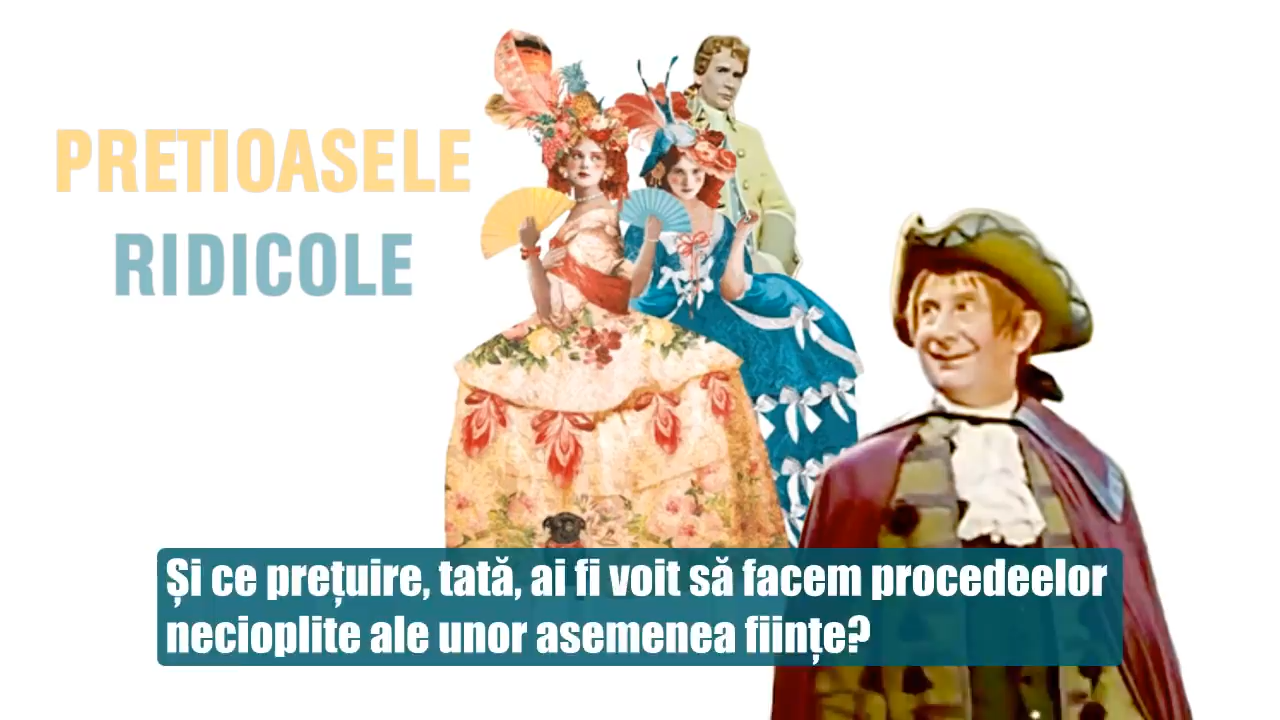 PRETIOASELE
RIDICOLE
Și ce prețuire, tată, ai fi voit să facem procedeelor
necioplite ale unor asemenea ființe?